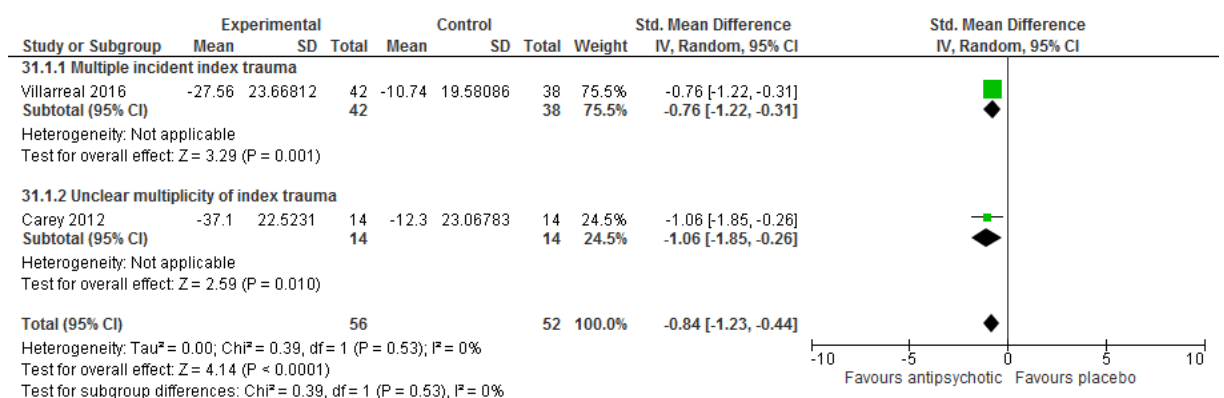 Experimental Control Std. Mean Difference Std. Mean Difference
Study or Subgroup Mean SD Total Mean SD Total Weight IV, Random, 95% CI IV, Random, 95% CI
31.1.1 Multiple incident index trauma
Villarreal 2016 -27.56 23.66812 42 -10.74 19.58086 38 75.5% -0.76 [-1.22, -0.31]
Subtotal (95% CI) 42 38 75.5% -0.76 [-1.22, -0.31]
Heterogeneity: Not applicable
Test for overall effect: Z = 3.29 (P = 0.001)
31.1.2 Unclear multiplicity of index trauma
Carey 2012 -37.1 22.5231 14 -12.3 23.06783 14 24.5% -1.06 [-1.85, -0.26]
Subtotal (95% CI) 14 14 24.5% -1.06 [-1.85, -0.26]
Heterogeneity: Not applicable
Test for overall effect: Z = 2.59 (P = 0.010)
Total (95% CI) 56 52 100.0% -0.84 [-1.23, -0.44]
Heterogeneity: Tau² = 0.00; Chi² = 0.39, df = 1 (P = 0.53); I² = 0%
Test for overall effect: Z = 4.14 (P < 0.0001)
Test for subgroup differences: Chi² = 0.39, df = 1 (P = 0.53), I² = 0%
-10 -5 0 5 10
Favours antipsychotic Favours placebo